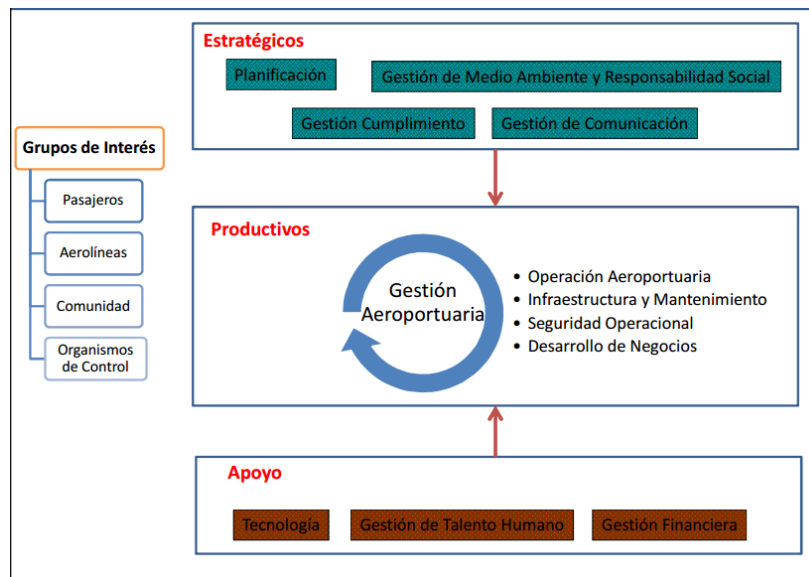 Estratégicos
Planificación
Gestión de Medio Ambiente y Responsabilidad Social
Gestión Cumplimiento
Gestión de Comunicación
Grupos de Interés
Pasajeros
Aerolíneas
Comunidad
Organismos
de Control
Productivos
Gestión
Aeroportuaria
• Operación Aeroportuaria
• Infraestructura y Mantenimiento
• Seguridad Operacional
• Desarrollo de Negocios
Apoyo
Tecnología
Gestión de Talento Humano
Gestión Financiera